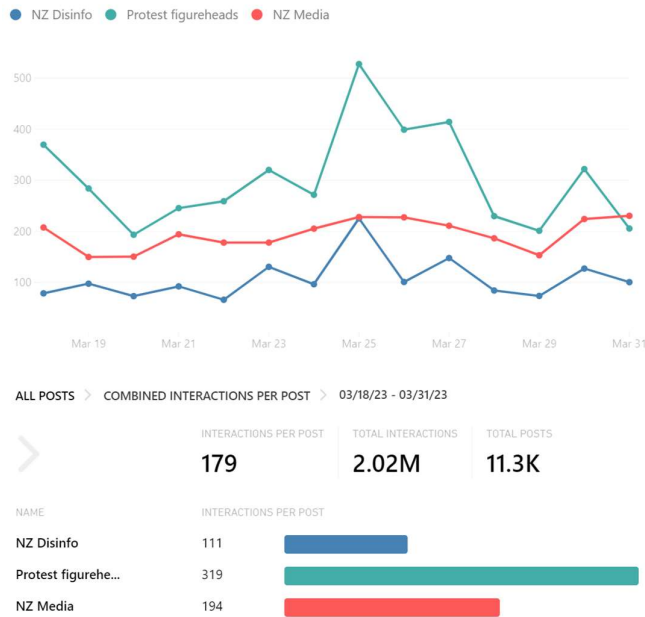 NZ Disinfo Protest figureheads NZ Media
500
400
300
200
100
Mar 19 Mar 21 Mar 23 Mar 25 Mar 27 Mar 29 Mar 31
ALL POSTS COMBINED INTERACTIONS PER POST 03/18/23 - 03/31/23
INTERACTIONS PER POST TOTAL INTERACTIONS TOTAL POSTS
179 2.02M 11.3K
NAME INTERACTIONS PER POST
NZ Disinfo 111
Protest figurehe... 319
NZ Media 194